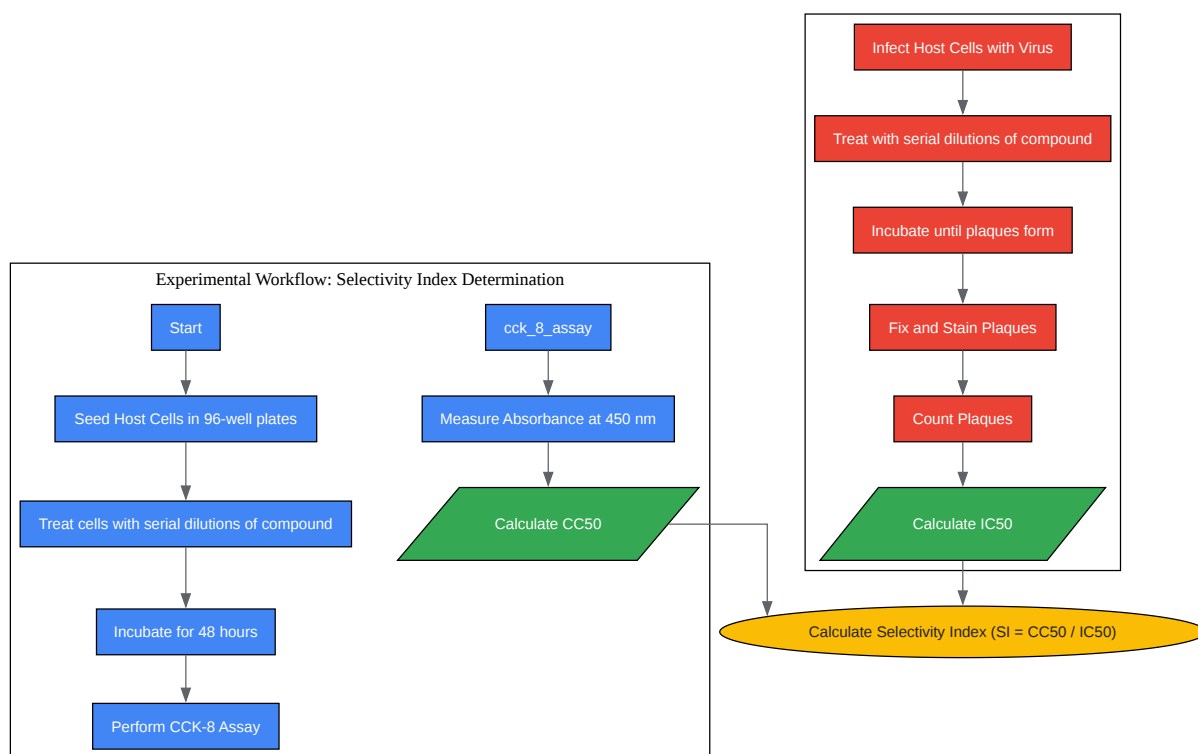 Experimental Workflow: Selectivity Index Determination
Start
Seed Host Cells in 96-well plates
Treat cells with serial dilutions of compound
Incubate for 48 hours
Perform CCK-8 Assay
cck_8_assay
Measure Absorbance at 450 nm
Calculate CC50
Infect Host Cells with Virus
Treat with serial dilutions of compound
Incubate until plaques form
Fix and Stain Plaques
Count Plaques
Calculate IC50
Calculate Selectivity Index (SI = CC50 / IC50)